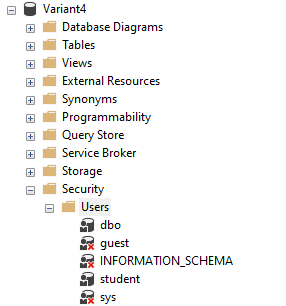 Variant4
Database Diagrams
Tables
Views
External Resources
Synonyms
Programmability
Query Store
Service Broker
Storage
Security
Users
dbo
guest
INFORMATION_SCHEMA
student
sys